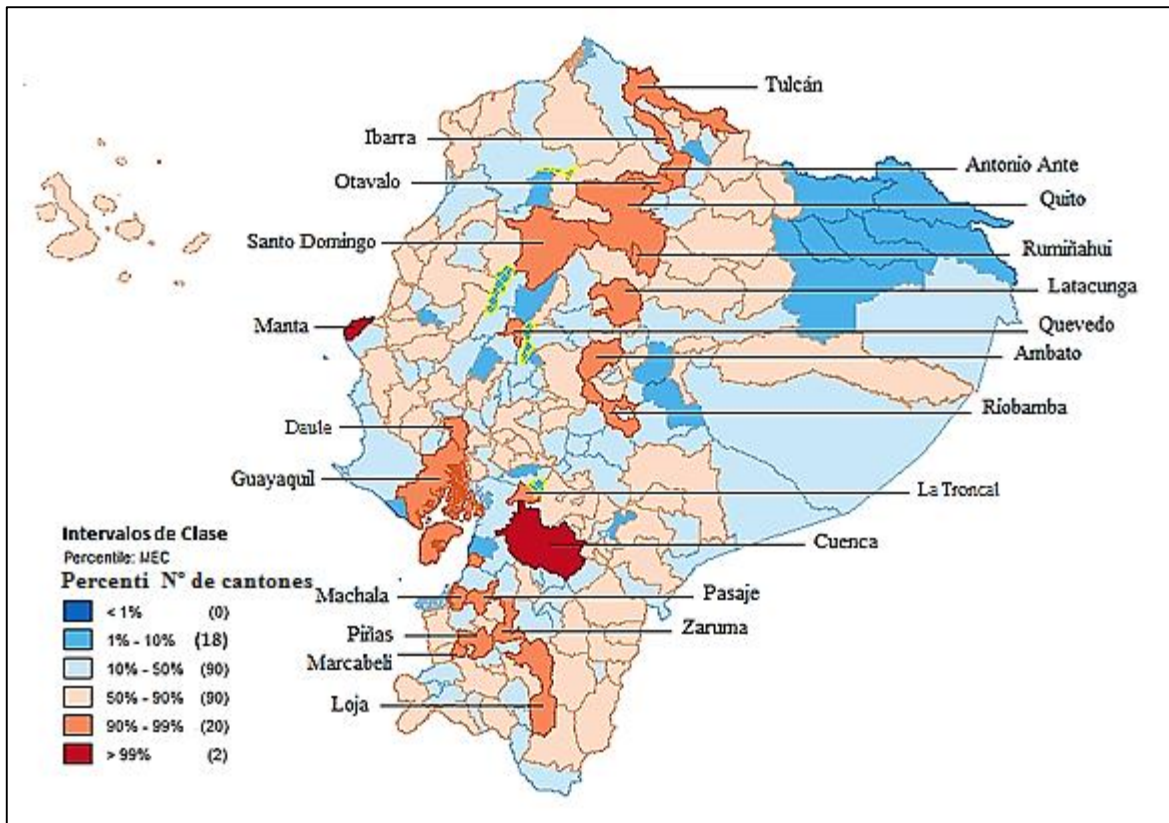 Tulcán
Ibarra
Antonio Ante
Otavalo
Quito
Santo Domingo
Rumiñahui
Latacunga
Manta
Quevedo
Ambato
Riobamba
Daule
Guayaquil
La Troncal
Cuenca
Machala
Pasaje
Piñas
Zaruma
Marcabelí
Loja
Intervalos de Clase
Percentile: MEC
Percenti N° de cantones
< 1% (0)
1% - 10% (18)
10% - 50% (90)
50% - 90% (90)
90% - 99% (20)
> 99% (2)